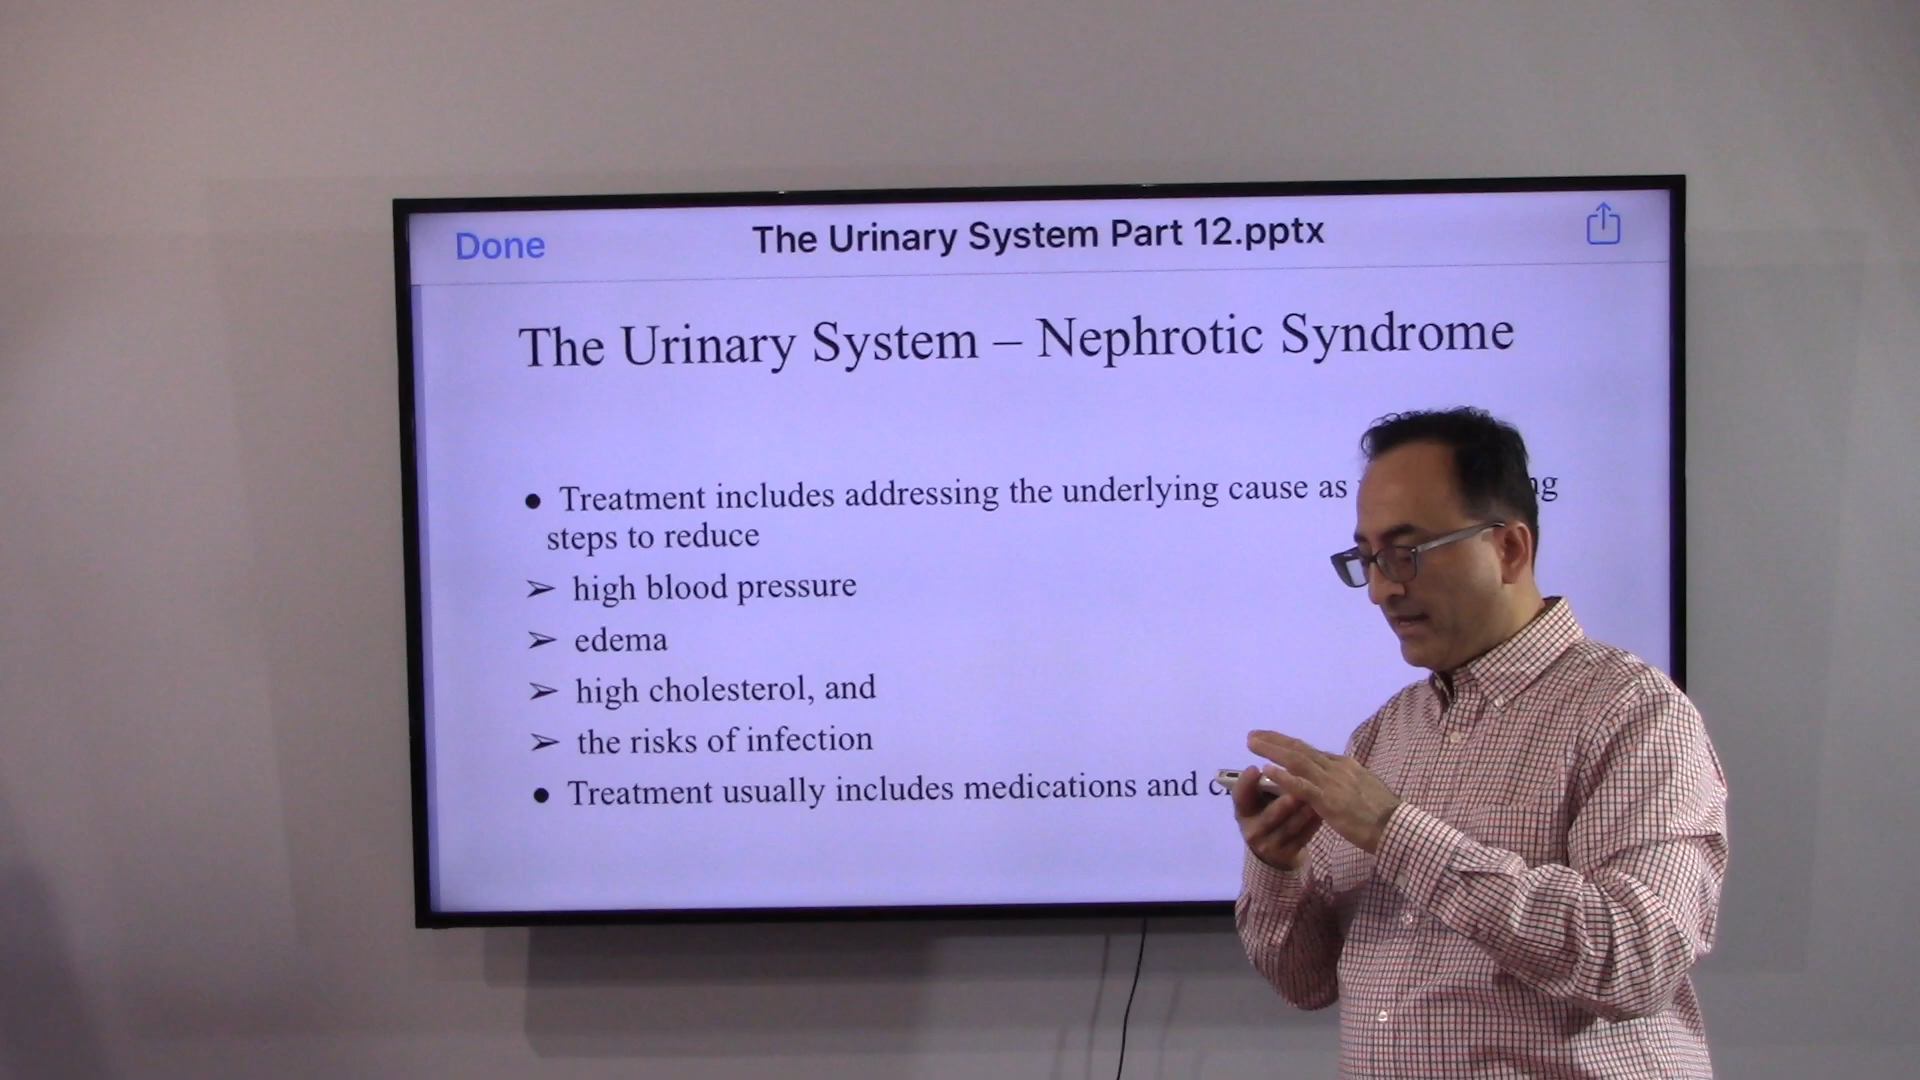 Done
The Urinary System Part 12.pptx
The Urinary System – Nephrotic Syndrome
● Treatment includes addressing the underlying cause as
steps to reduce
➢ high blood pressure
➢ edema
➢ high cholesterol, and
➢ the risks of infection
● Treatment usually includes medications and